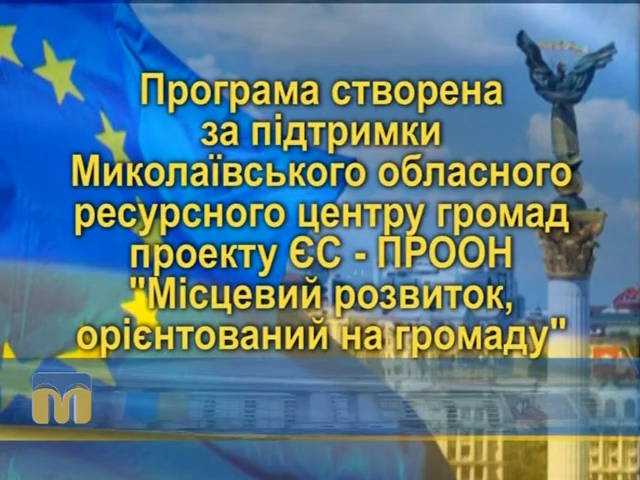 Програма створена
за підтримки
Миколаївського обласного
ресурсного центру громад
проекту ЄС - ПРООН
"Місцевий розвиток,
орієнтований на громаду"
м